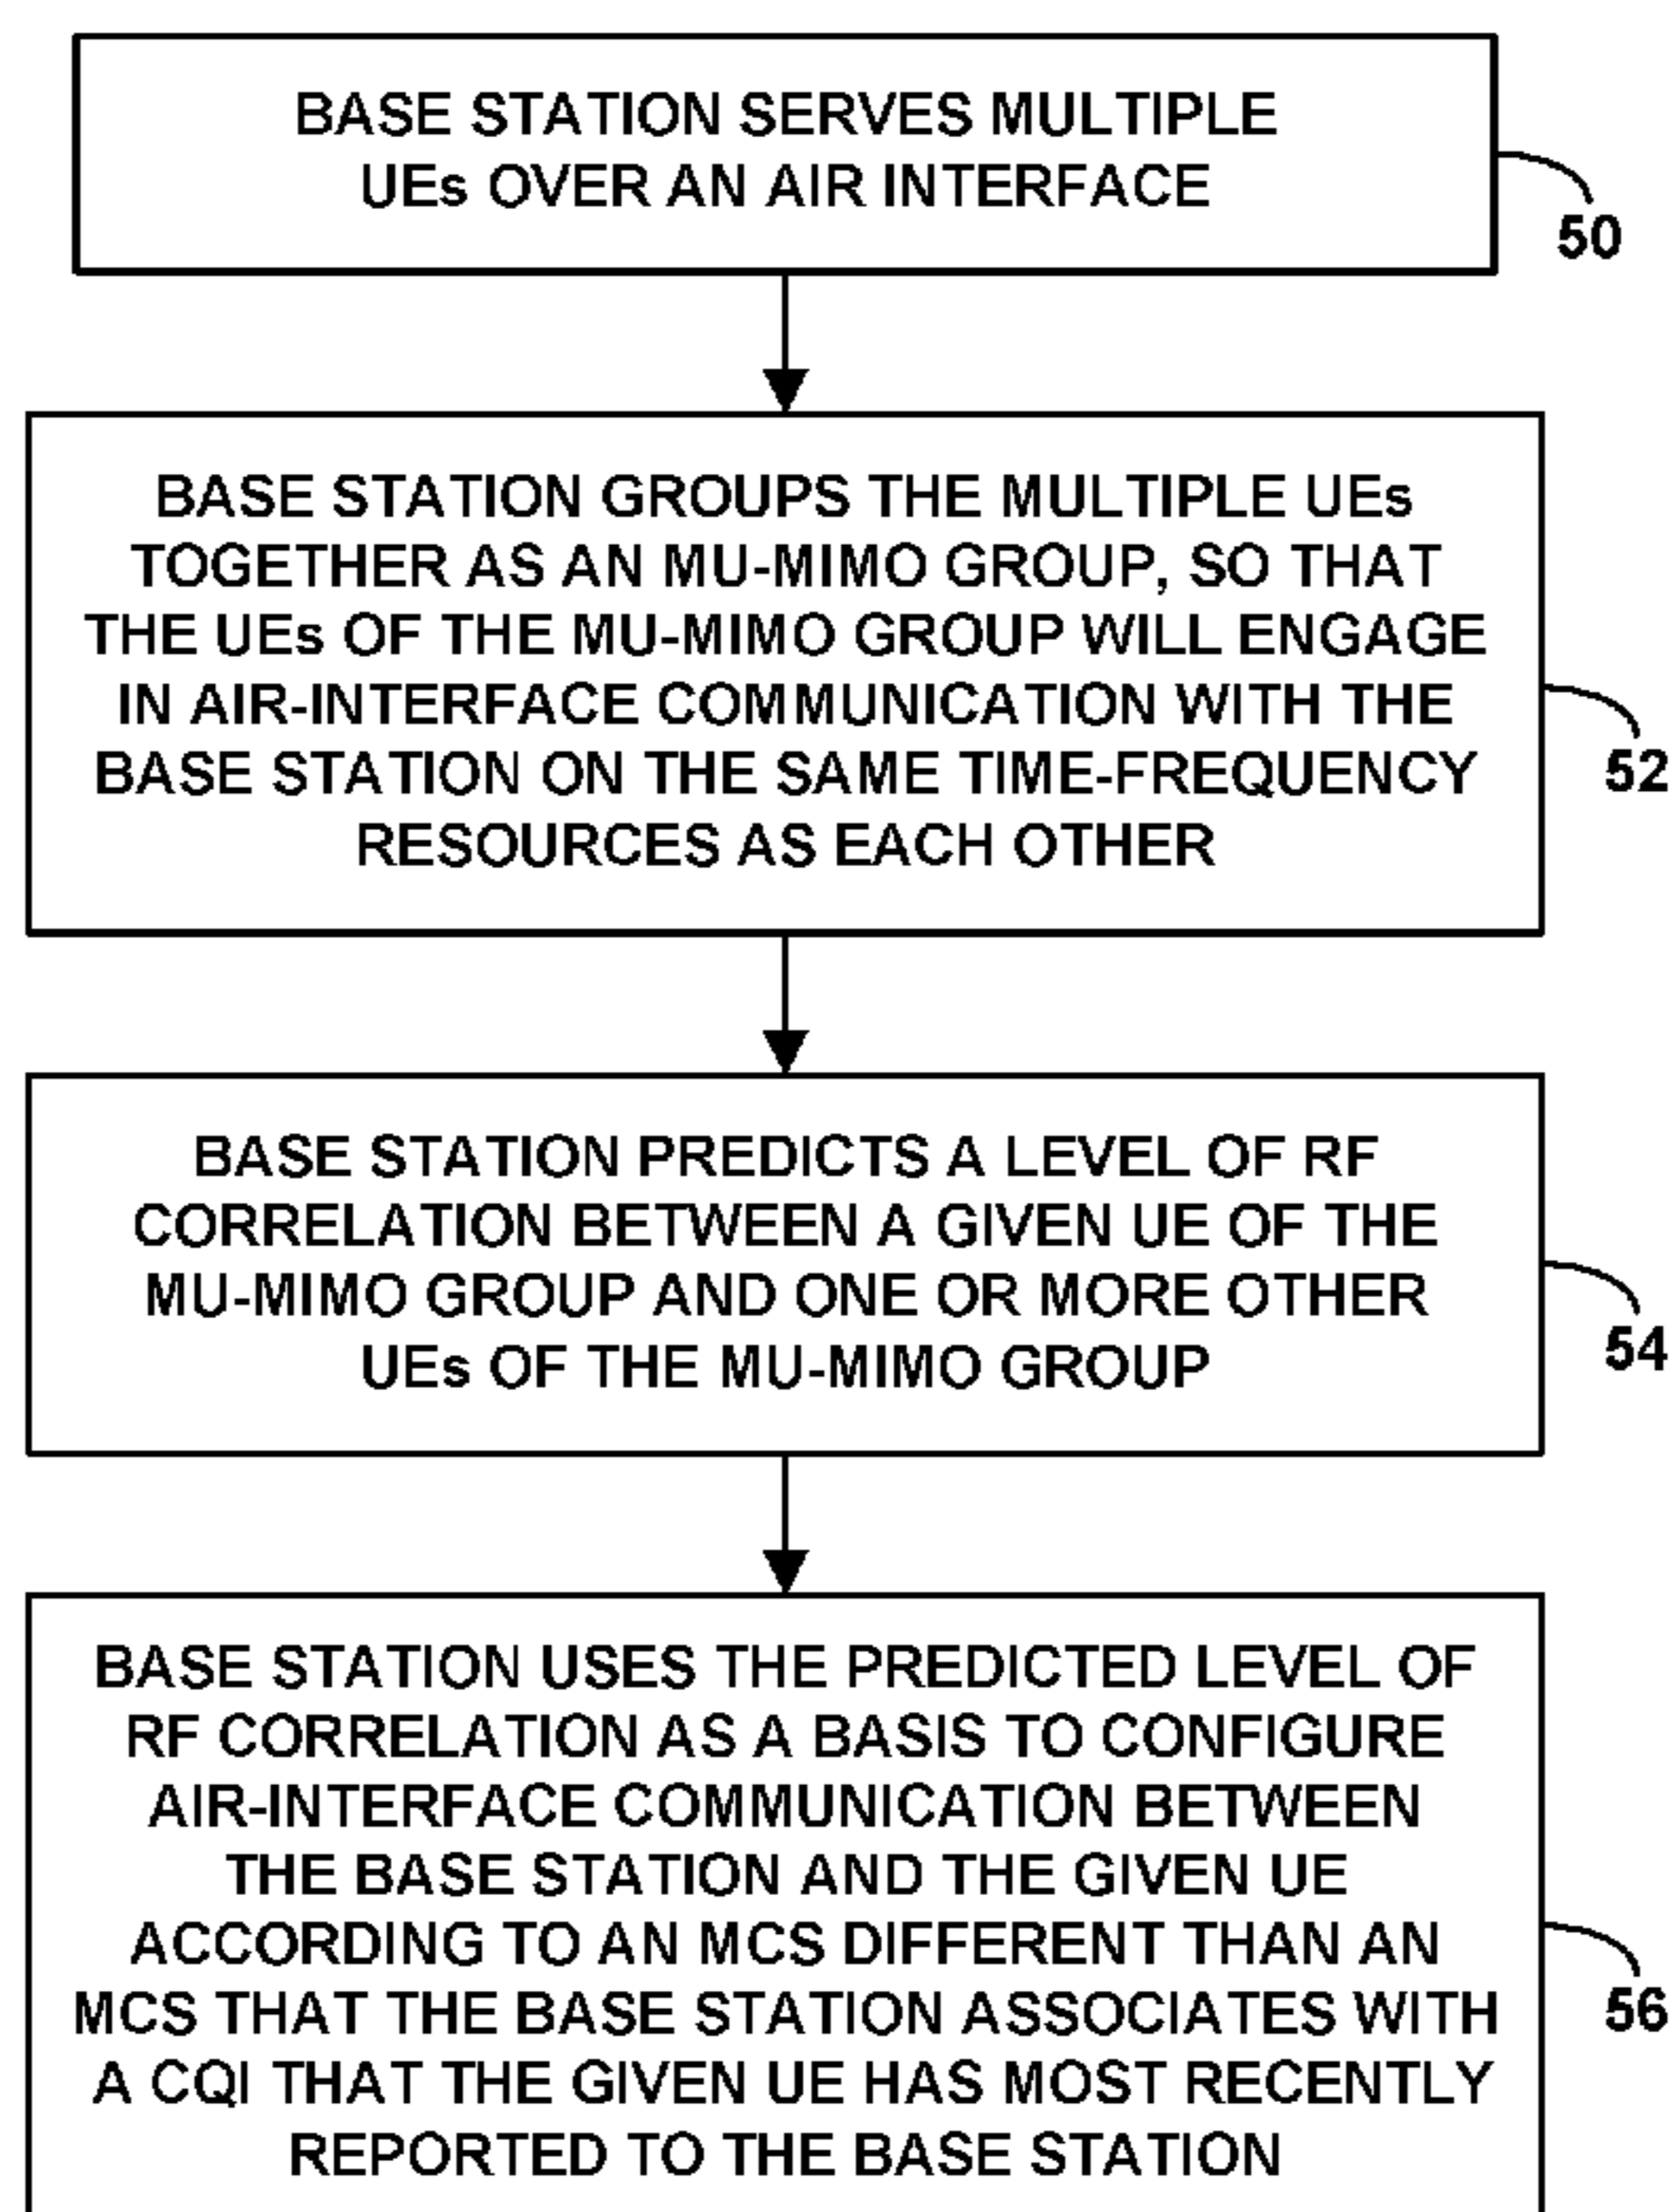 BASE STATION SERVES MULTIPLE
UEs OVER AN AIR INTERFACE
50
BASE STATION GROUPS THE MULTIPLE UEs
TOGETHER AS AN MU-MIMO GROUP, SO THAT
THE UEs OF THE MU-MIMO GROUP WILL ENGAGE
IN AIR-INTERFACE COMMUNICATION WITH THE
BASE STATION ON THE SAME TIME-FREQUENCY
RESOURCES AS EACH OTHER
52
BASE STATION PREDICTS A LEVEL OF RF
CORRELATION BETWEEN A GIVEN UE OF THE
MU-MIMO GROUP AND ONE OR MORE OTHER
UEs OF THE MU-MIMO GROUP
54
BASE STATION USES THE PREDICTED LEVEL OF
RF CORRELATION AS A BASIS TO CONFIGURE
AIR-INTERFACE COMMUNICATION BETWEEN
THE BASE STATION AND THE GIVEN UE
ACCORDING TO AN MCS DIFFERENT THAN AN
MCS THAT THE BASE STATION ASSOCIATES WITH
A CQI THAT THE GIVEN UE HAS MOST RECENTLY
REPORTED TO THE BASE STATION
56